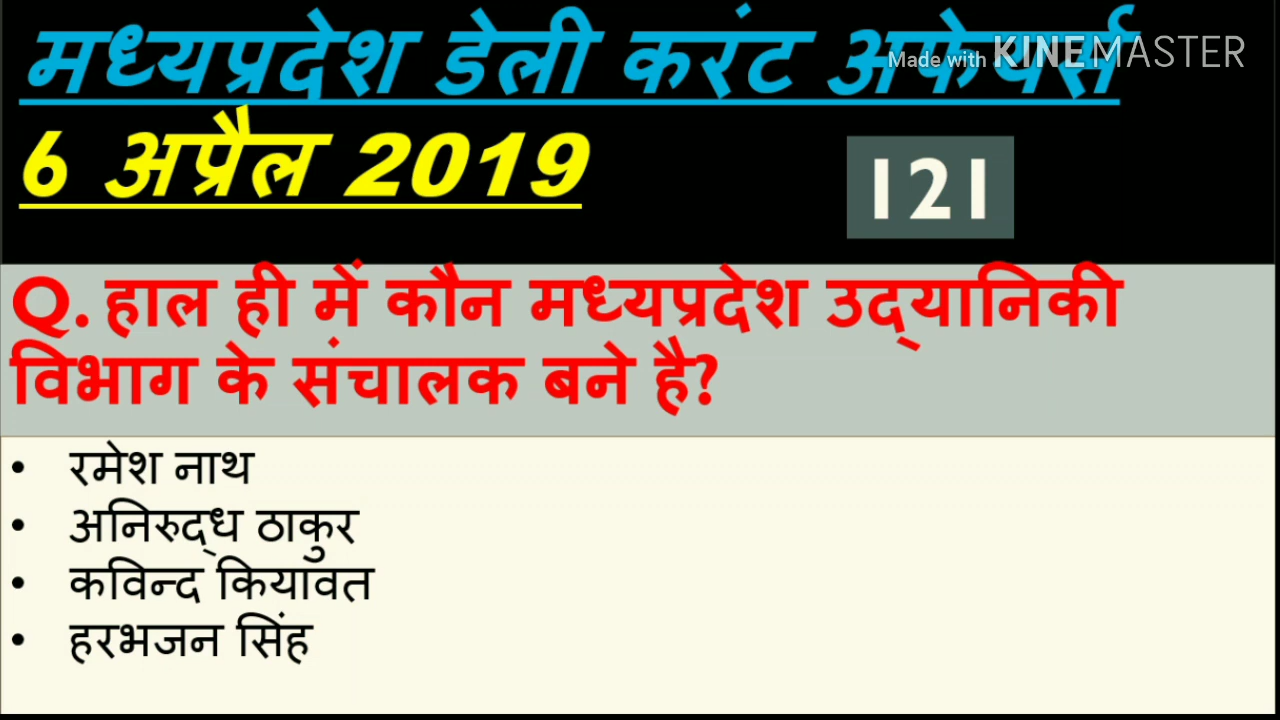 मध्यप्रदेश डेली करंट अफेयर्स
Made with KINEMASTER
6 अप्रैल 2019
121
Q. हाल ही में कौन मध्यप्रदेश उद्यानिकी
विभाग के संचालक बने है?
• रमेश नाथ
• अनिरुद्ध ठाकुर
• कविन्द कियावत
• हरभजन सिंह